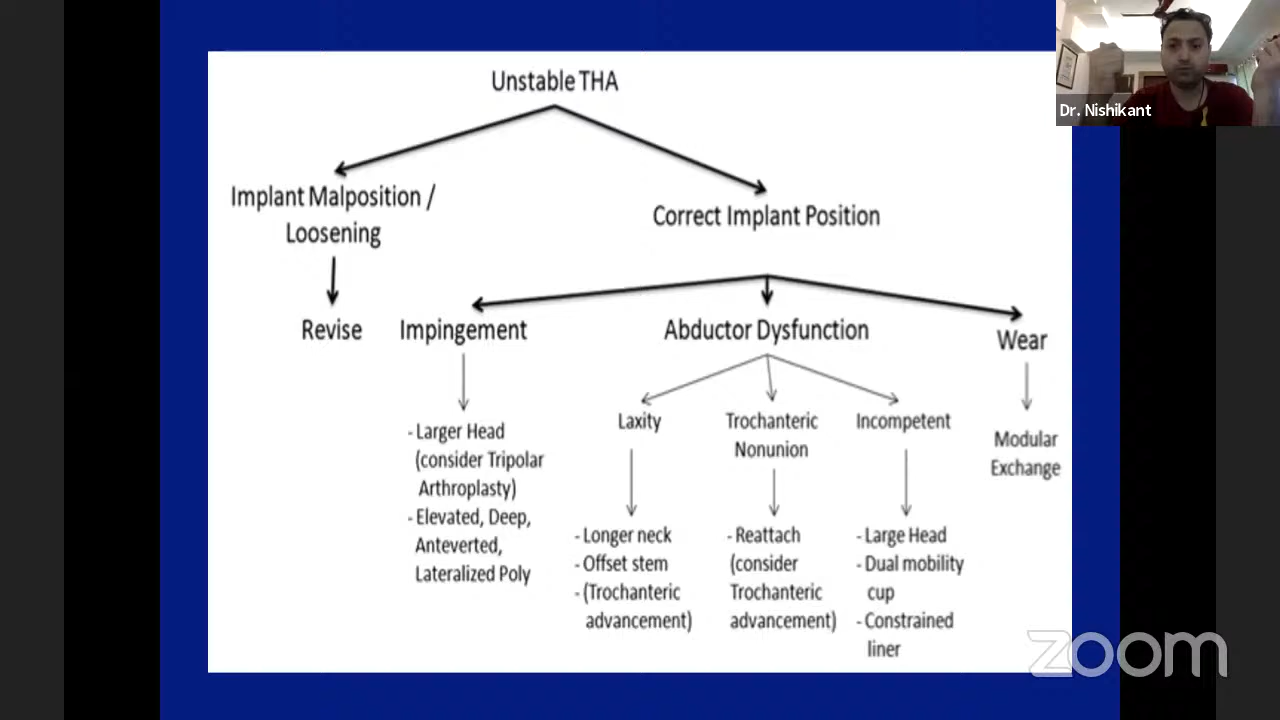 Unstable THA
Dr. Nishikant
Implant Malposition /
Loosening
Correct Implant Position
Revise
Impingement
Abductor Dysfunction
Wear
- Larger Head
(consider Tripolar
Arthroplasty)
- Elevated, Deep,
Anteverted,
Lateralized Poly
Laxity
Trochanteric
Nonunion
Incompetent
Modular
Exchange
- Longer neck
- Offset stem
- (Trochanteric
advancement)
- Reattach
(consider
Trochanteric
advancement)
- Large Head
- Dual mobility
cup
- Constrained
liner
zoom